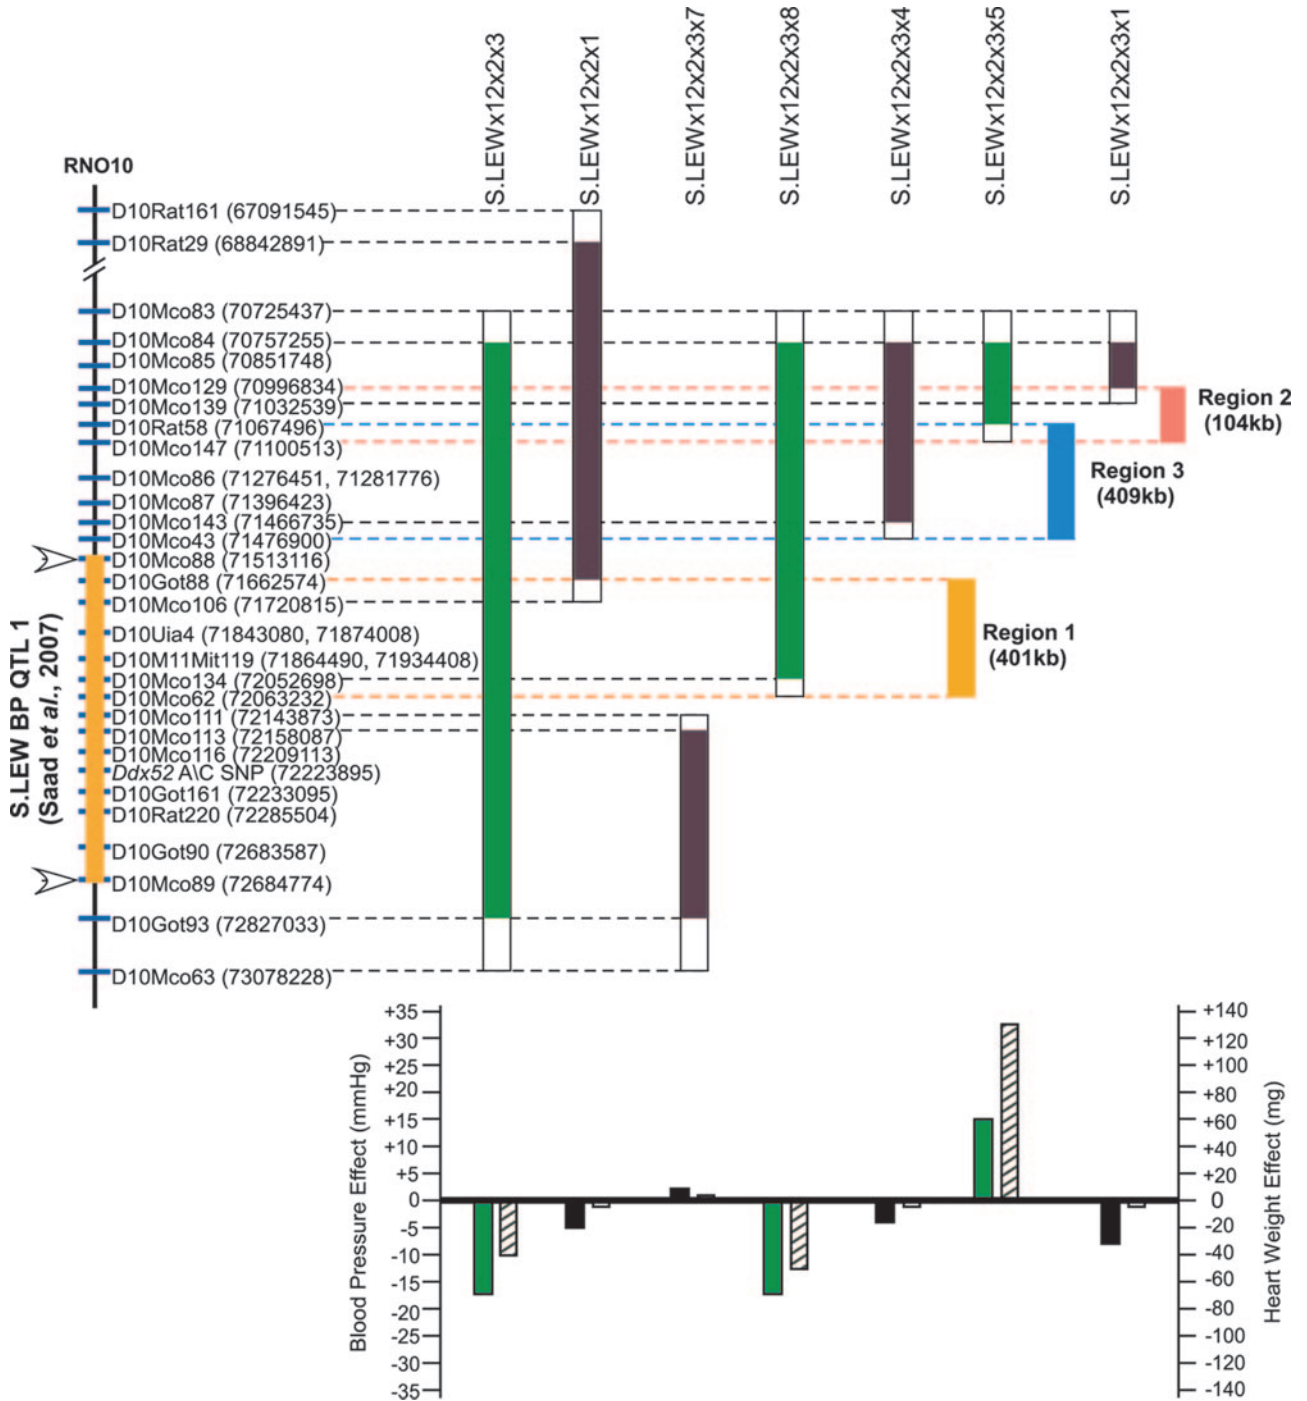 S.LEWx12x2x3
S.LEWx12x2x1
S.LEWx12x2x3x7
S.LEWx12x2x3x8
S.LEWx12x2x3x4
S.LEWx12x2x3x5
S.LEWx12x2x3x1
RNO10
D10Rat161 (67091545)
D10Rat29 (68842891)
D10Mco83 (70725437)
D10Mco84 (70757255)
D10Mco85 (70851748)
D10Mco129 (70996834)
D10Mco139 (71032539)
D10Rat58 (71067496)
D10Mco147 (71100513)
D10Mco86 (71276451, 71281776)
D10Mco87 (71396423)
D10Mco143 (71466735)
D10Mco43 (71476900)
D10Mco88 (71513116)
D10Got88 (71662574)
D10Mco106 (71720815)
D10Uia4 (71843080, 71874008)
D10M11Mit119 (71864490, 71934408)
D10Mco134 (72052698)
D10Mco62 (72063232)
D10Mco111 (72143873)
D10Mco113 (72158087)
D10Mco116 (72209113)
Ddx52 A\C SNP (72223895)
D10Got161 (72233095)
D10Rat220 (72285504)
D10Got90 (72683587)
D10Mco89 (72684774)
D10Got93 (72827033)
D10Mco63 (73078228)
S.LEW BP QTL 1
(Saad et al., 2007)
Region 2
(104kb)
Region 3
(409kb)
Region 1
(401kb)
Blood Pressure Effect (mmHg)
+35
+30
+25
+20
+15
+10
+5
0
-5
-10
-15
-20
-25
-30
-35
+140
+120
+100
+80
+60
+40
+20
0
-20
-40
-60
-80
-100
-120
-140
Heart Weight Effect (mg)